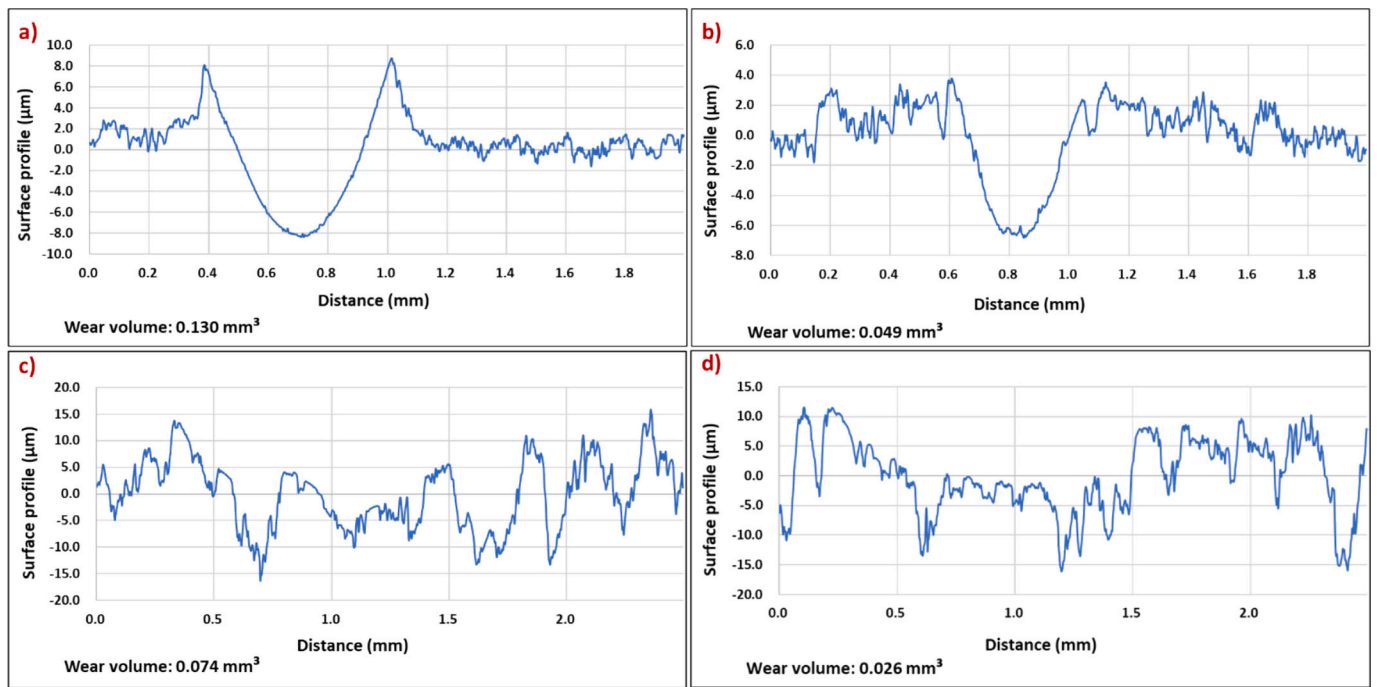 a)
10.0
8.0
6.0
4.0
2.0
0.0
-2.0
-4.0
-6.0
-8.0
-10.0
Surface profile (μm)
0.0 0.2 0.4 0.6 0.8 1.0 1.2 1.4 1.6 1.8
Distance (mm)
Wear volume: 0.130 mm³
b)
6.0
4.0
2.0
0.0
-2.0
-4.0
-6.0
-8.0
Surface profile (μm)
0.0 0.2 0.4 0.6 0.8 1.0 1.2 1.4 1.6 1.8
Distance (mm)
Wear volume: 0.049 mm³
c)
20.0
15.0
10.0
5.0
0.0
-5.0
-10.0
-15.0
-20.0
Surface profile (μm)
0.0 0.5 1.0 1.5 2.0
Distance (mm)
Wear volume: 0.074 mm³
d)
15.0
10.0
5.0
0.0
-5.0
-10.0
-15.0
-20.0
Surface profile (μm)
0.0 0.5 1.0 1.5 2.0
Distance (mm)
Wear volume: 0.026 mm³